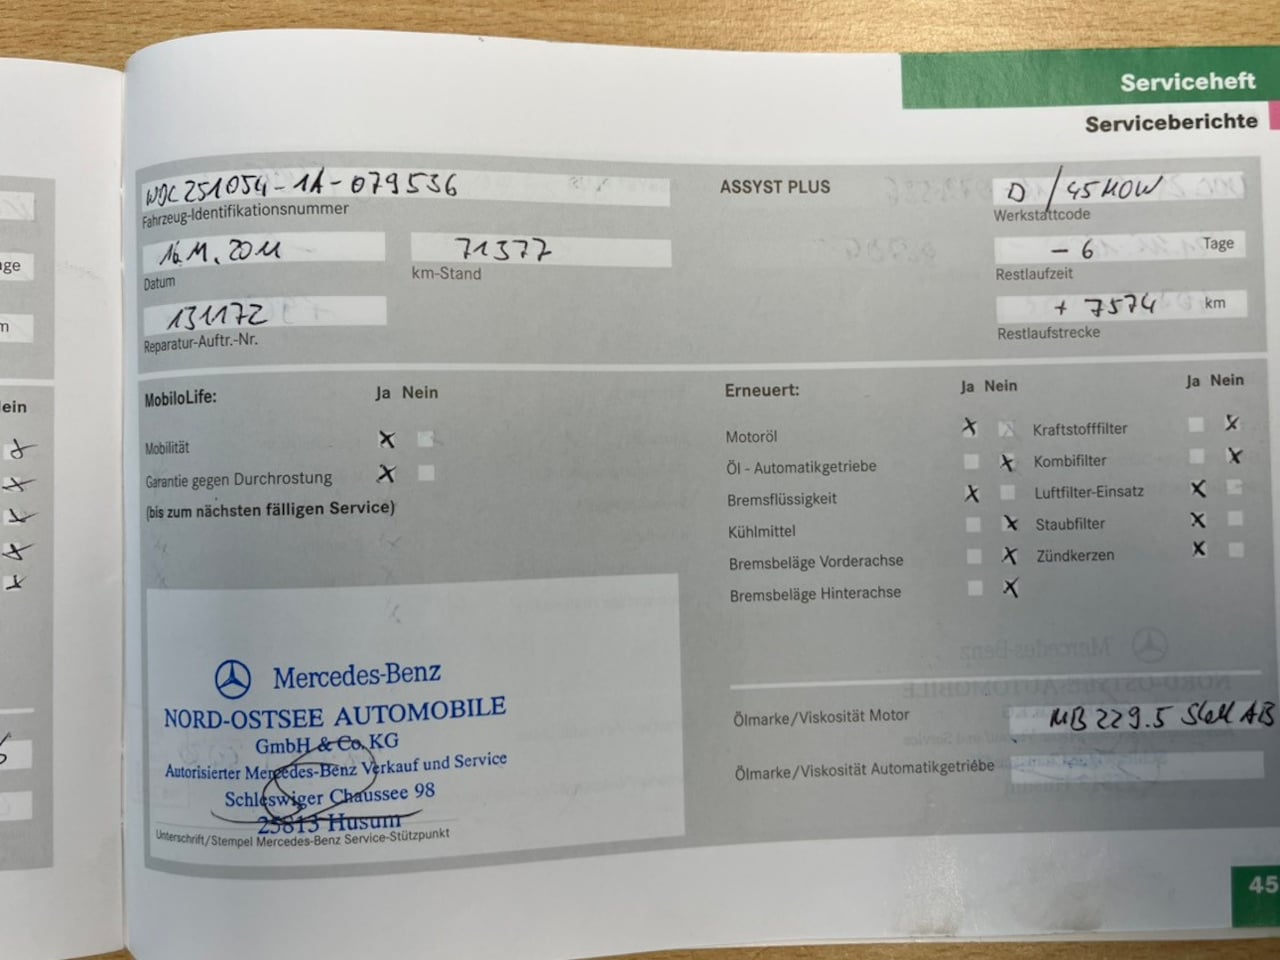 Serviceheft
Serviceberichte
WDC251054-1A-079536
Fahrzeug-Identifikationsnummer
16.11.2011
Datum
71377
km-Stand
131172
Reparatur-Auftr.-Nr.
ASSYST PLUS
D/45MOW
Werkstattcode
- 6 Tage
Restlaufzeit
+ 7574 km
Restlaufstrecke
MobiloLife: Ja Nein
Mobilität X
Garantie gegen Durchrostung X
(bis zum nächsten fälligen Service)
Erneuert: Ja Nein
Motoröl X
Öl - Automatikgetriebe X
Bremsflüssigkeit X
Kühlmittel X
Bremsbeläge Vorderachse X
Bremsbeläge Hinterachse X
Ja Nein
Kraftstofffilter X
Kombifilter X
Luftfilter-Einsatz X
Staubfilter X
Zündkerzen X
Mercedes-Benz
NORD-OSTSEE AUTOMOBILE
GmbH & Co. KG
Autorisierter Mercedes-Benz Verkauf und Service
Schleswiger Chaussee 98
25813 Husum
Unterschrift/Stempel Mercedes-Benz Service-Stützpunkt
Ölmarke/Viskosität Motor MB 229.5 Shell AB
Ölmarke/Viskosität Automatikgetriebe
45